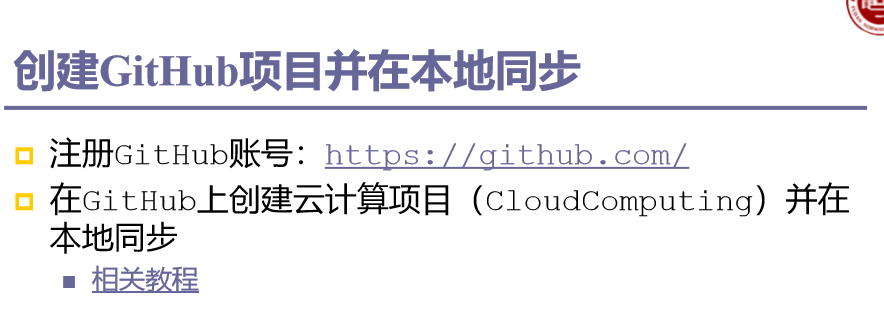 创建GitHub项目并在本地同步
注册GitHub账号：https://github.com/
在GitHub上创建云计算项目（CloudComputing）并在
本地同步
相关教程